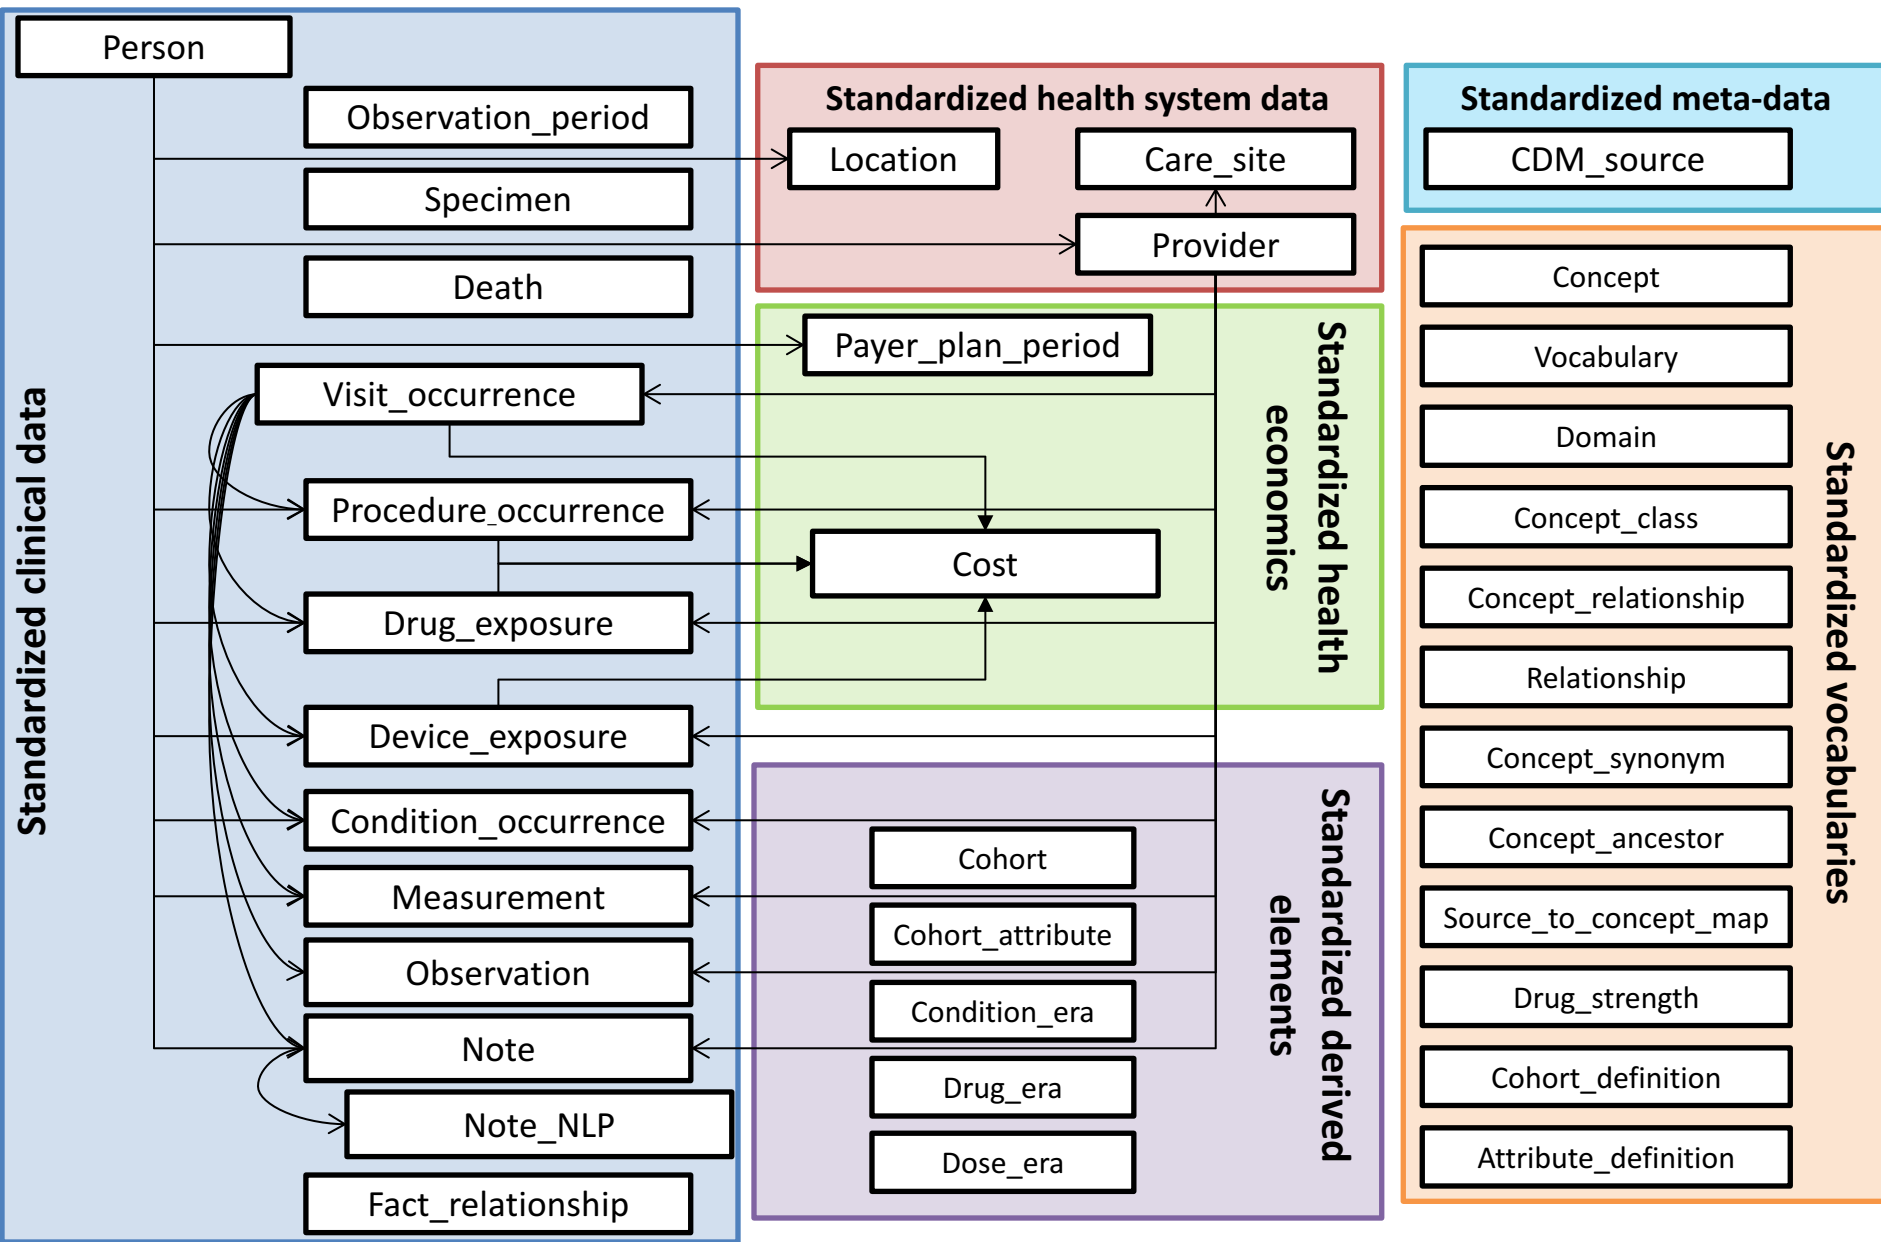 Standardized clinical data
Person
Observation_period
Specimen
Death
Visit_occurrence
Procedure_occurrence
Drug_exposure
Device_exposure
Condition_occurrence
Measurement
Observation
Note
Note_NLP
Fact_relationship
Standardized health system data
Location
Care_site
Provider
Standardized health
economics
Payer_plan_period
Cost
Standardized derived
elements
Cohort
Cohort_attribute
Condition_era
Drug_era
Dose_era
Standardized meta-data
CDM_source
Standardized vocabularies
Concept
Vocabulary
Domain
Concept_class
Concept_relationship
Relationship
Concept_synonym
Concept_ancestor
Source_to_concept_map
Drug_strength
Cohort_definition
Attribute_definition